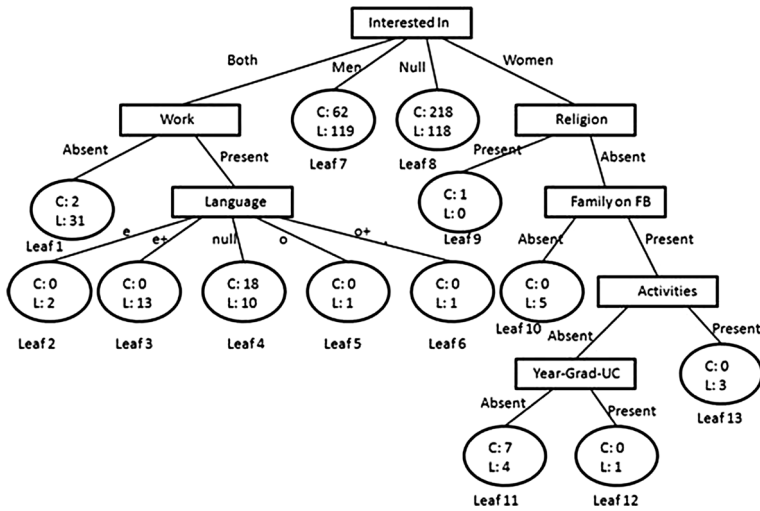 Interested In
Both
Men
Null
Women
Work
C: 62
L: 119
Leaf 7
C: 218
L: 118
Leaf 8
Religion
Absent
Present
Present
Absent
C: 2
L: 31
Leaf 1
Language
C: 1
L: 0
Leaf 9
Family on FB
e
e+
null
o
o+
Absent
Present
C: 0
L: 2
Leaf 2
C: 0
L: 13
Leaf 3
C: 18
L: 10
Leaf 4
C: 0
L: 1
Leaf 5
C: 0
L: 1
Leaf 6
C: 0
L: 5
Leaf 10
Activities
Absent
Present
Year-Grad-UC
C: 0
L: 3
Leaf 13
Absent
Present
C: 7
L: 4
Leaf 11
C: 0
L: 1
Leaf 12